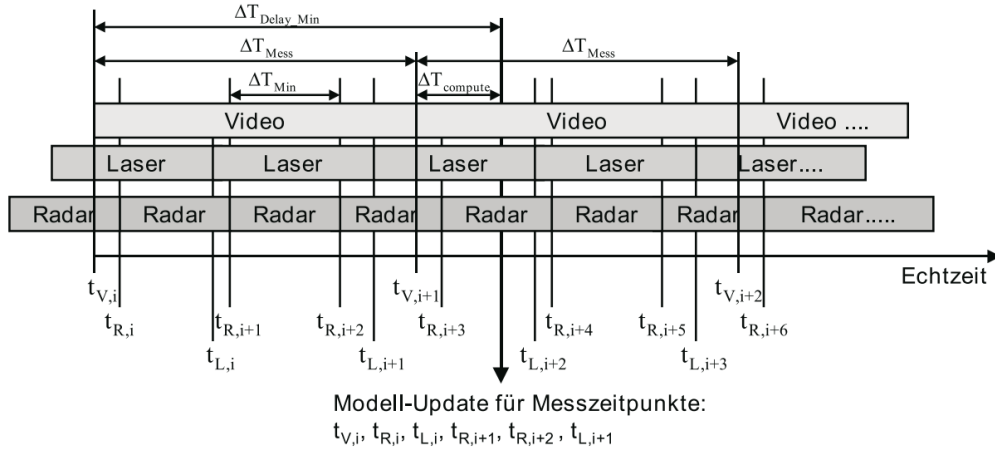 ΔT_Delay_Min
ΔT_Mess ΔT_Mess
ΔT_Min ΔT_compute
Video Video Video ....
Laser Laser Laser Laser Laser....
Radar Radar Radar Radar Radar Radar Radar Radar.....
Echtzeit
t_V,i t_V,i+1 t_V,i+2
t_R,i t_R,i+1 t_R,i+2 t_R,i+3 t_R,i+4 t_R,i+5 t_R,i+6
t_L,i t_L,i+1 t_L,i+2 t_L,i+3
Modell-Update für Messzeitpunkte:
t_V,i, t_R,i, t_L,i, t_R,i+1, t_R,i+2 , t_L,i+1